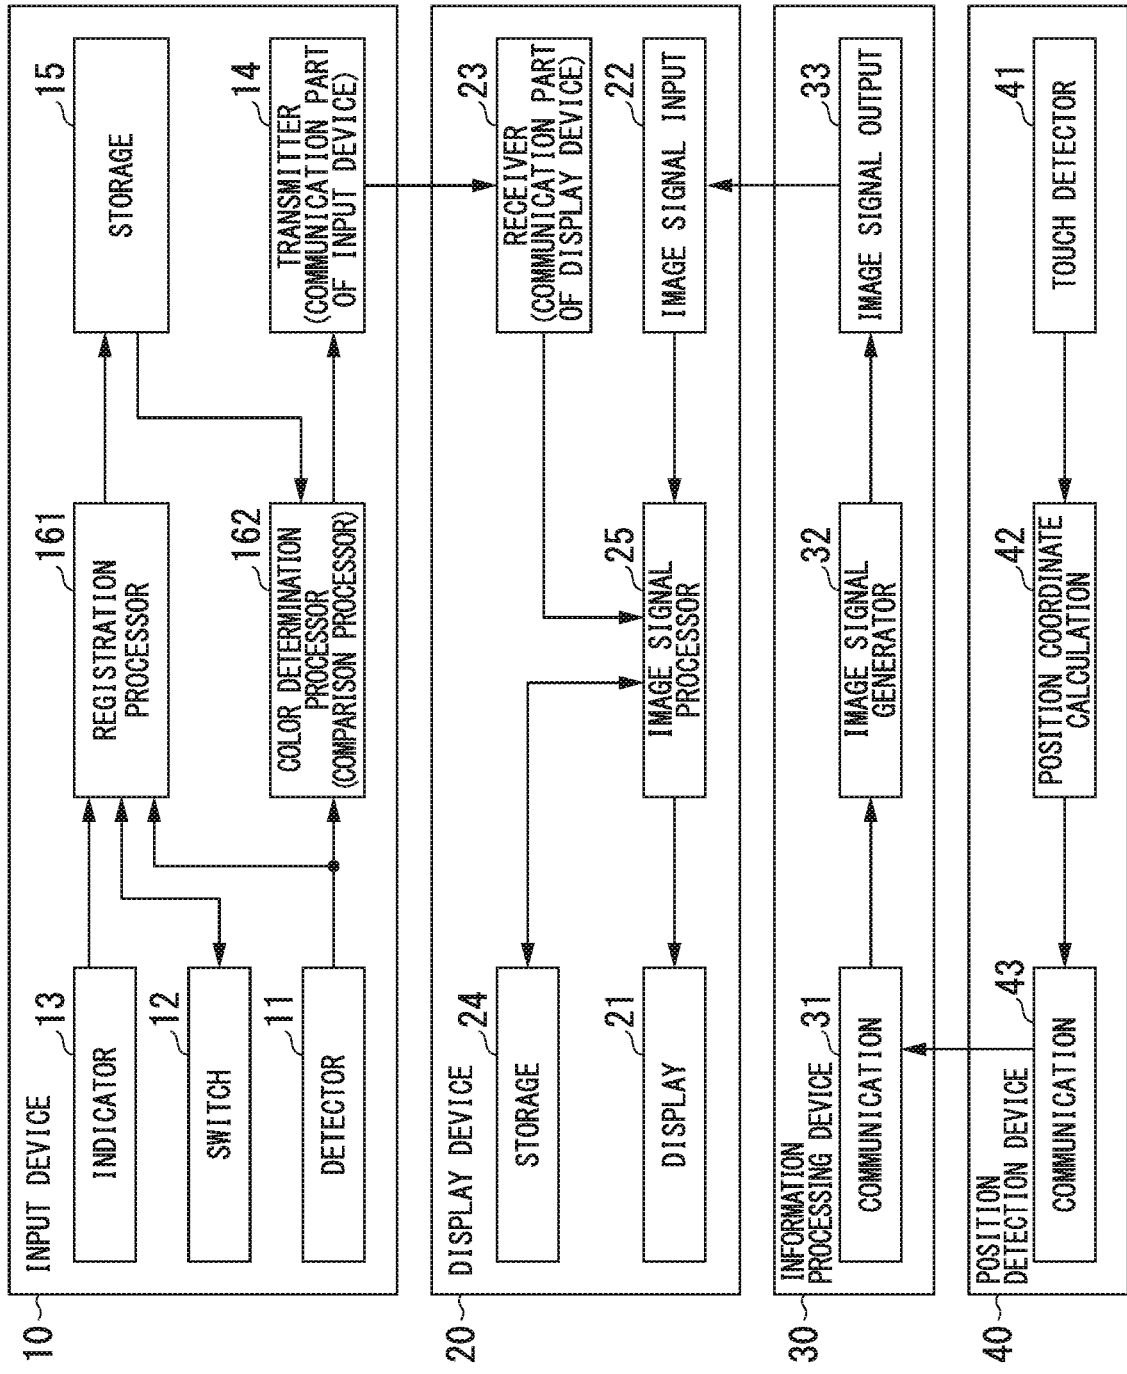 10
INPUT DEVICE
13
INDICATOR
12
SWITCH
11
DETECTOR
161
REGISTRATION
PROCESSOR
162
COLOR DETERMINATION
PROCESSOR
(COMPARISON PROCESSOR)
15
STORAGE
14
TRANSMITTER
(COMMUNICATION PART
OF INPUT DEVICE)
20
DISPLAY DEVICE
24
STORAGE
21
DISPLAY
25
IMAGE SIGNAL
PROCESSOR
23
RECEIVER
(COMMUNICATION PART
OF DISPLAY DEVICE)
22
IMAGE SIGNAL INPUT
30
INFORMATION
PROCESSING DEVICE
31
COMMUNICATION
32
IMAGE SIGNAL
GENERATOR
33
IMAGE SIGNAL OUTPUT
40
POSITION
DETECTION DEVICE
43
COMMUNICATION
42
POSITION COORDINATE
CALCULATION
41
TOUCH DETECTOR